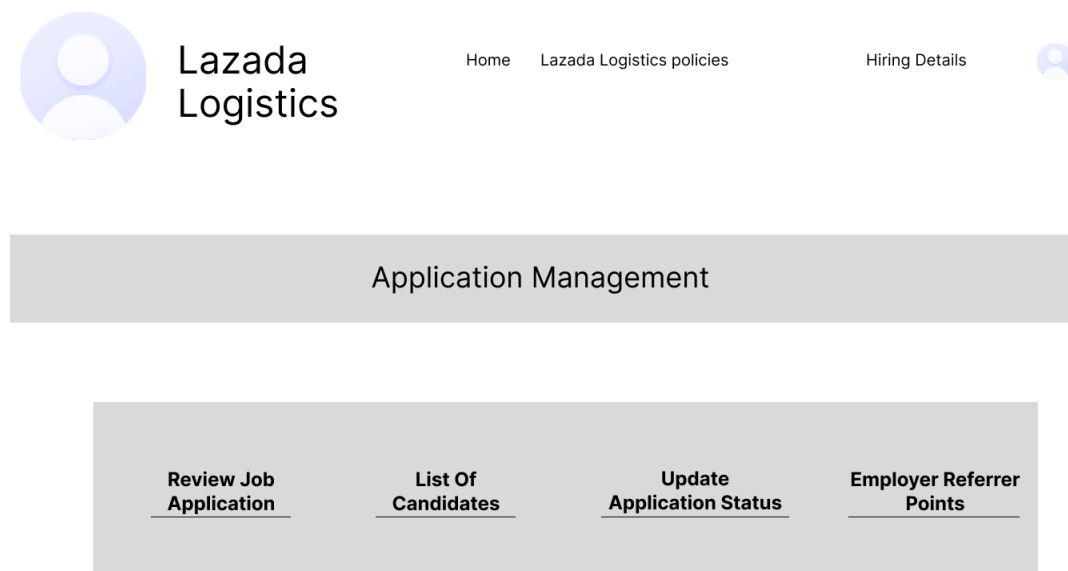 Lazada
Logistics
Home
Lazada Logistics policies
Hiring Details
Application Management
Review Job
Application
List Of
Candidates
Update
Application Status
Employer Referrer
Points